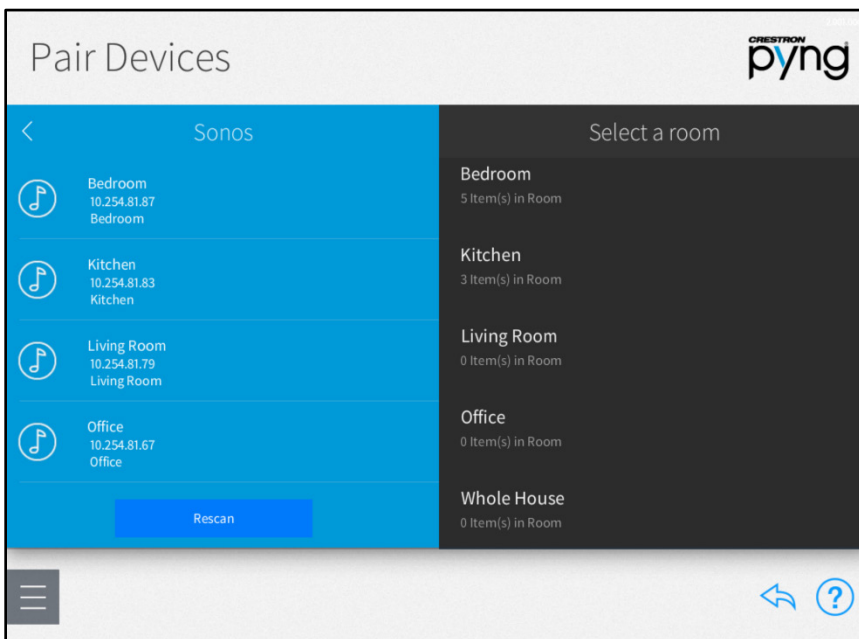 Pair Devices
CRESTRON
pyng
Sonos
Bedroom
10.254.81.87
Bedroom
Kitchen
10.254.81.83
Kitchen
Living Room
10.254.81.79
Living Room
Office
10.254.81.67
Office
Rescan
Select a room
Bedroom
5 Item(s) in Room
Kitchen
3 Item(s) in Room
Living Room
0 Item(s) in Room
Office
0 Item(s) in Room
Whole House
0 Item(s) in Room
?